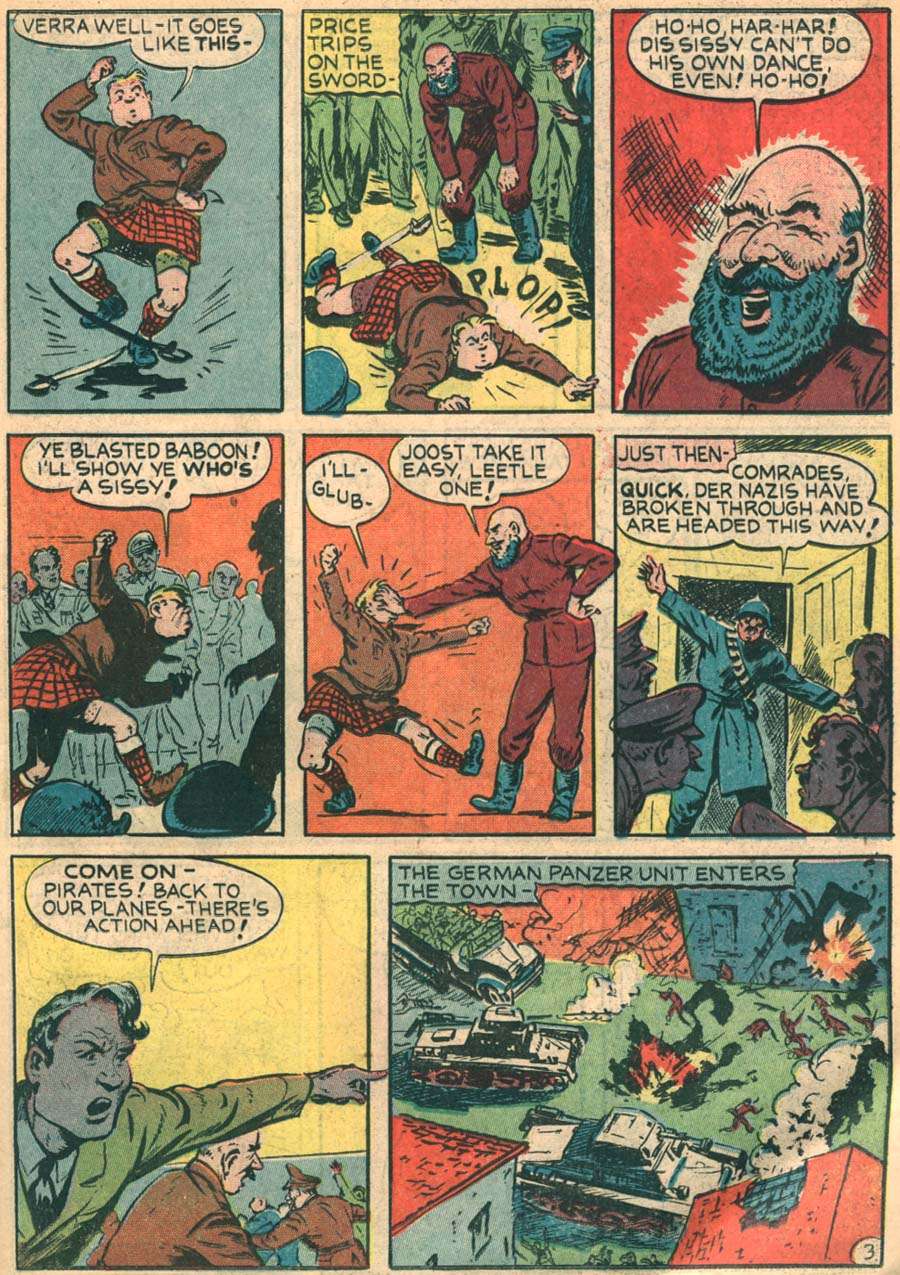 VERRA WELL-IT GOES
LIKE THIS-
PRICE
TRIPS
ON THE
SWORD-
PLOP!
HO-HO, HAR-HAR!
DIS SISSY CAN'T DO
HIS OWN DANCE,
EVEN! HO-HO!
YE BLASTED BABOON!
I'LL SHOW YE WHO'S
A SISSY!
I'LL-
GLUB-
JOOST TAKE IT
EASY, LEETLE
ONE!
JUST THEN-
COMRADES,
QUICK, DER NAZIS HAVE
BROKEN THROUGH AND
ARE HEADED THIS WAY!
COME ON-
PIRATES! BACK TO
OUR PLANES-THERE'S
ACTION AHEAD!
THE GERMAN PANZER UNIT ENTERS
THE TOWN-
3